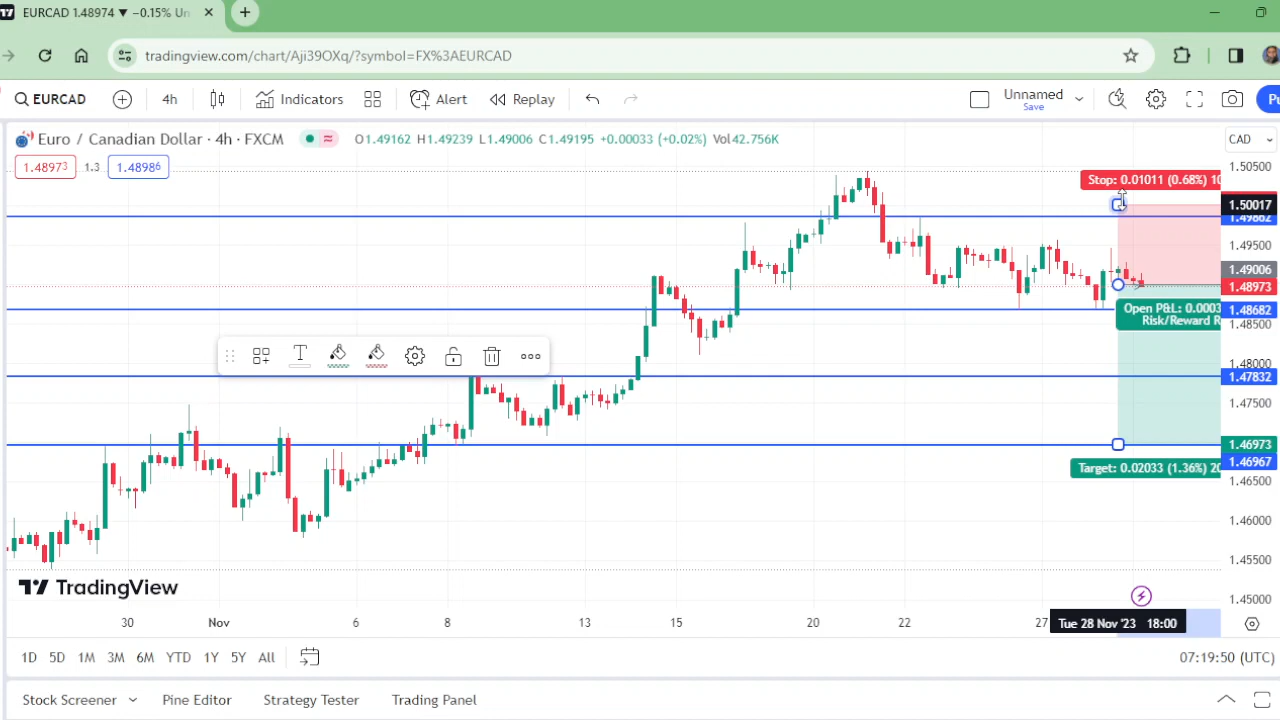 EURCAD 1.48974 ▼ −0.15% Un
tradingview.com/chart/Aji39OXq/?symbol=FX%3AEURCAD
EURCAD 4h Indicators Alert Replay Unnamed
Save
Euro / Canadian Dollar · 4h · FXCM O1.49162 H1.49239 L1.49006 C1.49195 +0.00033 (+0.02%) Vol42.756K CAD
1.48973 1.3 1.48986
1.50500
Stop: 0.01011 (0.68%) 10
1.50017
1.49862
1.49500
1.49006
1.48973
Open P&L: 0.0003
1.48682
Risk/Reward R
1.48500
1.48000
1.47832
1.47500
1.46973
1.46967
Target: 0.02033 (1.36%) 20
1.46500
1.46000
1.45500
TradingView
1.45000
30 Nov 6 8 13 15 20 22 27 Tue 28 Nov '23 18:00
1D 5D 1M 3M 6M YTD 1Y 5Y All 07:19:50 (UTC)
Stock Screener Pine Editor Strategy Tester Trading Panel